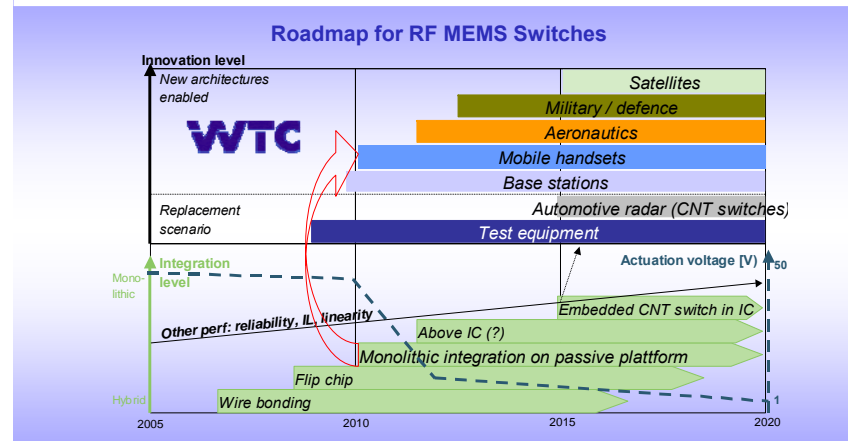 Roadmap for RF MEMS Switches
Innovation level
New architectures
enabled
WTC
Satellites
Military / defence
Aeronautics
Mobile handsets
Base stations
Replacement
scenario
Automotive radar (CNT switches)
Test equipment
Integration
level
Actuation voltage [V]
50
Mono-
lithic
Other perf: reliability, IL, linearity
Embedded CNT switch in IC
Above IC (?)
Monolithic integration on passive plattform
Flip chip
Hybrid
Wire bonding
1
2005
2010
2015
2020